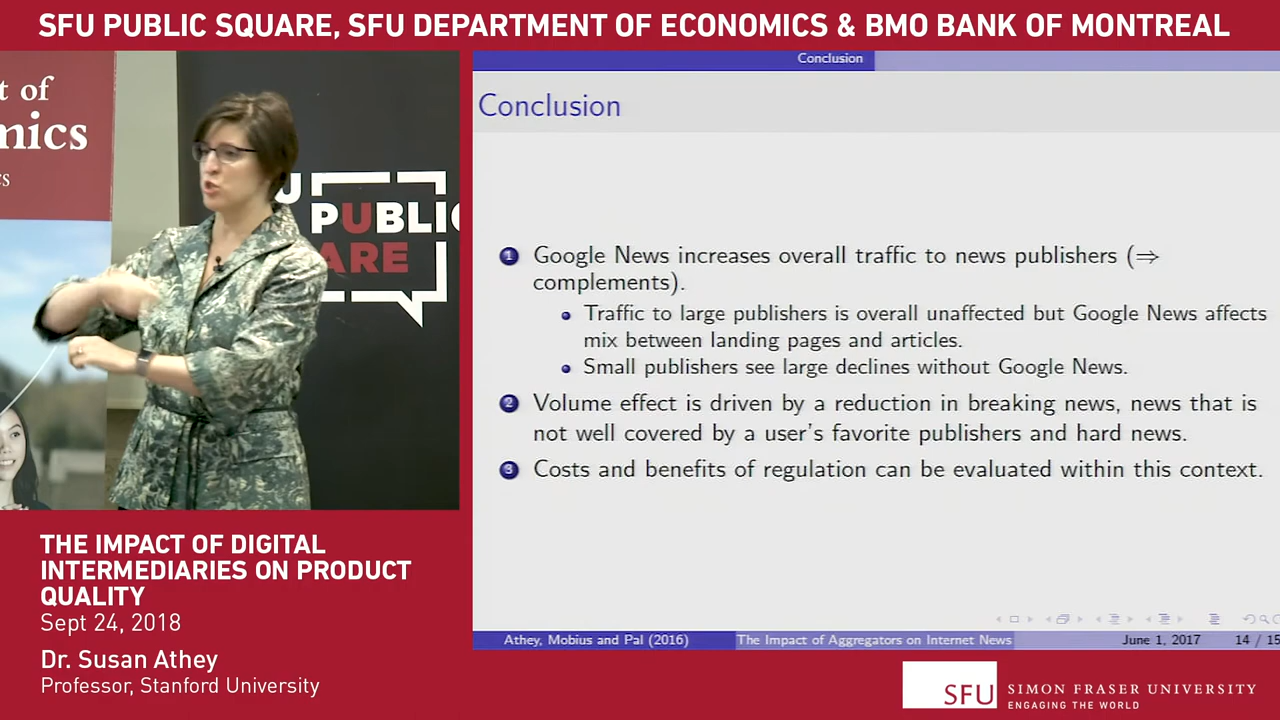 SFU PUBLIC SQUARE, SFU DEPARTMENT OF ECONOMICS & BMO BANK OF MONTREAL
t of
mics
cs
U
PUBLIC
ARE
Conclusion
Conclusion
1 Google News increases overall traffic to news publishers (⇒
complements).
• Traffic to large publishers is overall unaffected but Google News affects
mix between landing pages and articles.
• Small publishers see large declines without Google News.
2 Volume effect is driven by a reduction in breaking news, news that is
not well covered by a user's favorite publishers and hard news.
3 Costs and benefits of regulation can be evaluated within this context.
Athey, Mobius and Pal (2016) The Impact of Aggregators on Internet News June 1, 2017 14 / 15
THE IMPACT OF DIGITAL
INTERMEDIARIES ON PRODUCT
QUALITY
Sept 24, 2018
Dr. Susan Athey
Professor, Stanford University
SFU SIMON FRASER UNIVERSITY
ENGAGING THE WORLD